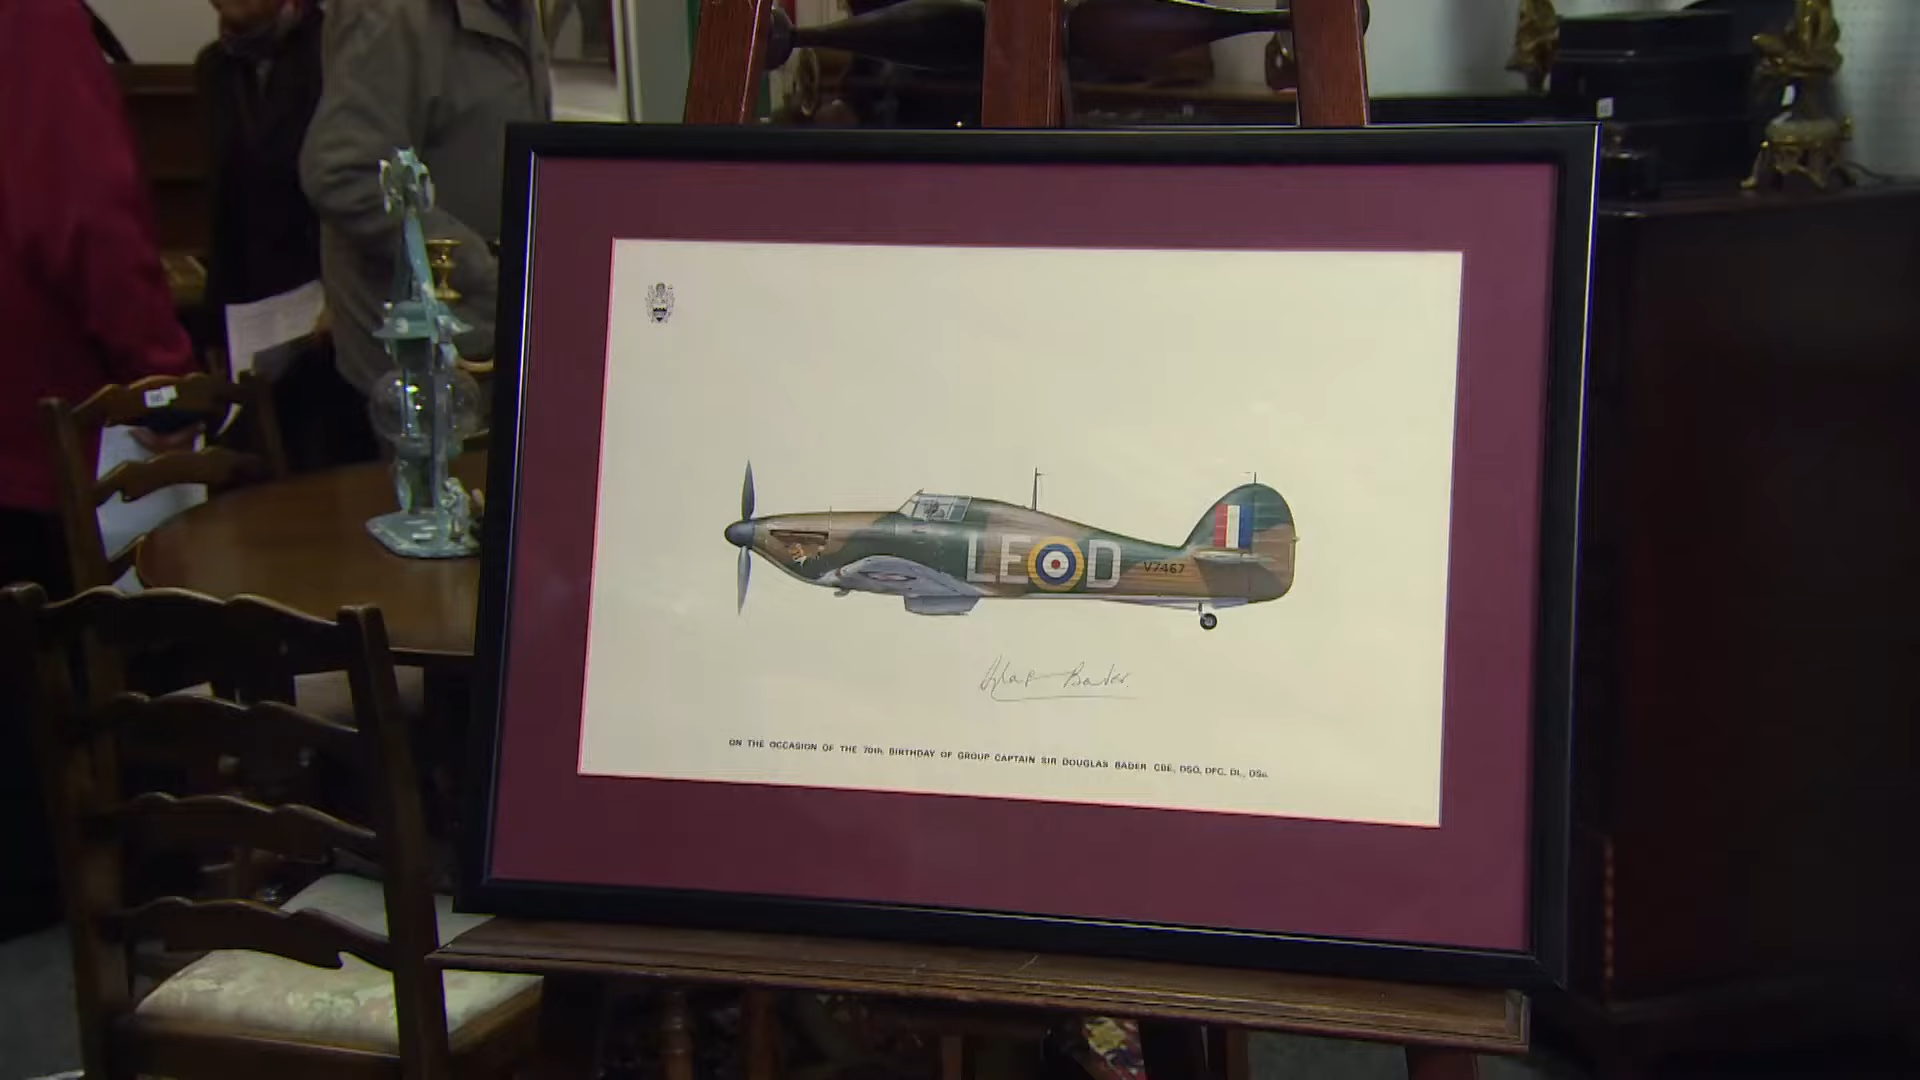 LE D
V7467
Douglas Bader.
ON THE OCCASION OF THE 70th BIRTHDAY OF GROUP CAPTAIN SIR DOUGLAS BADER CBE, DSO, DFC, DL, DSc.